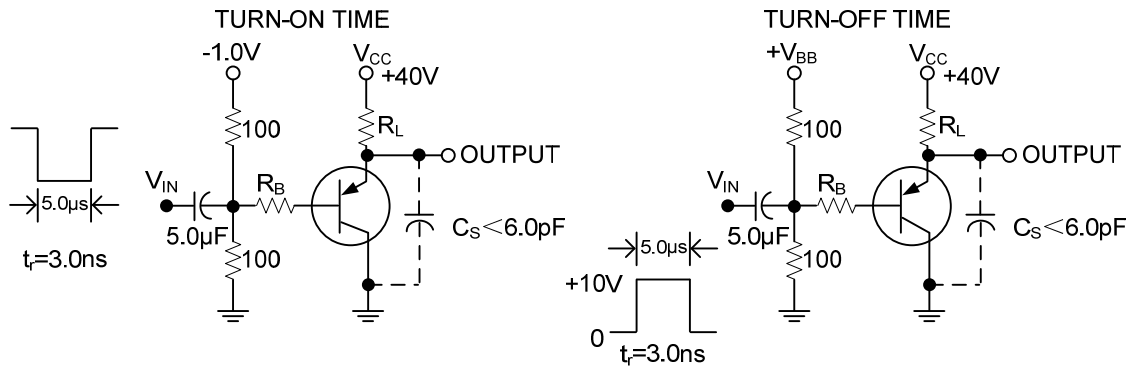 TURN-ON TIME
-1.0V
VCC
+40V
100
RL
OUTPUT
VIN
RB
5.0μs
5.0μF
CS<6.0pF
100
tr=3.0ns
TURN-OFF TIME
+VBB
VCC
+40V
100
RL
OUTPUT
VIN
RB
5.0μF
CS<6.0pF
5.0μs
100
+10V
0
tr=3.0ns